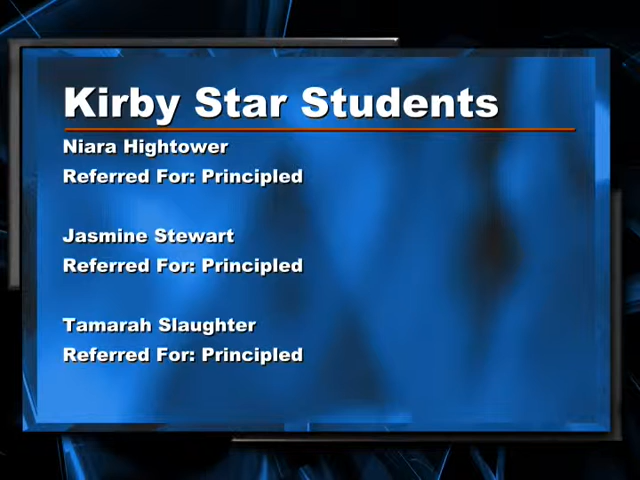 Kirby Star Students
Niara Hightower
Referred For: Principled
Jasmine Stewart
Referred For: Principled
Tamarah Slaughter
Referred For: Principled